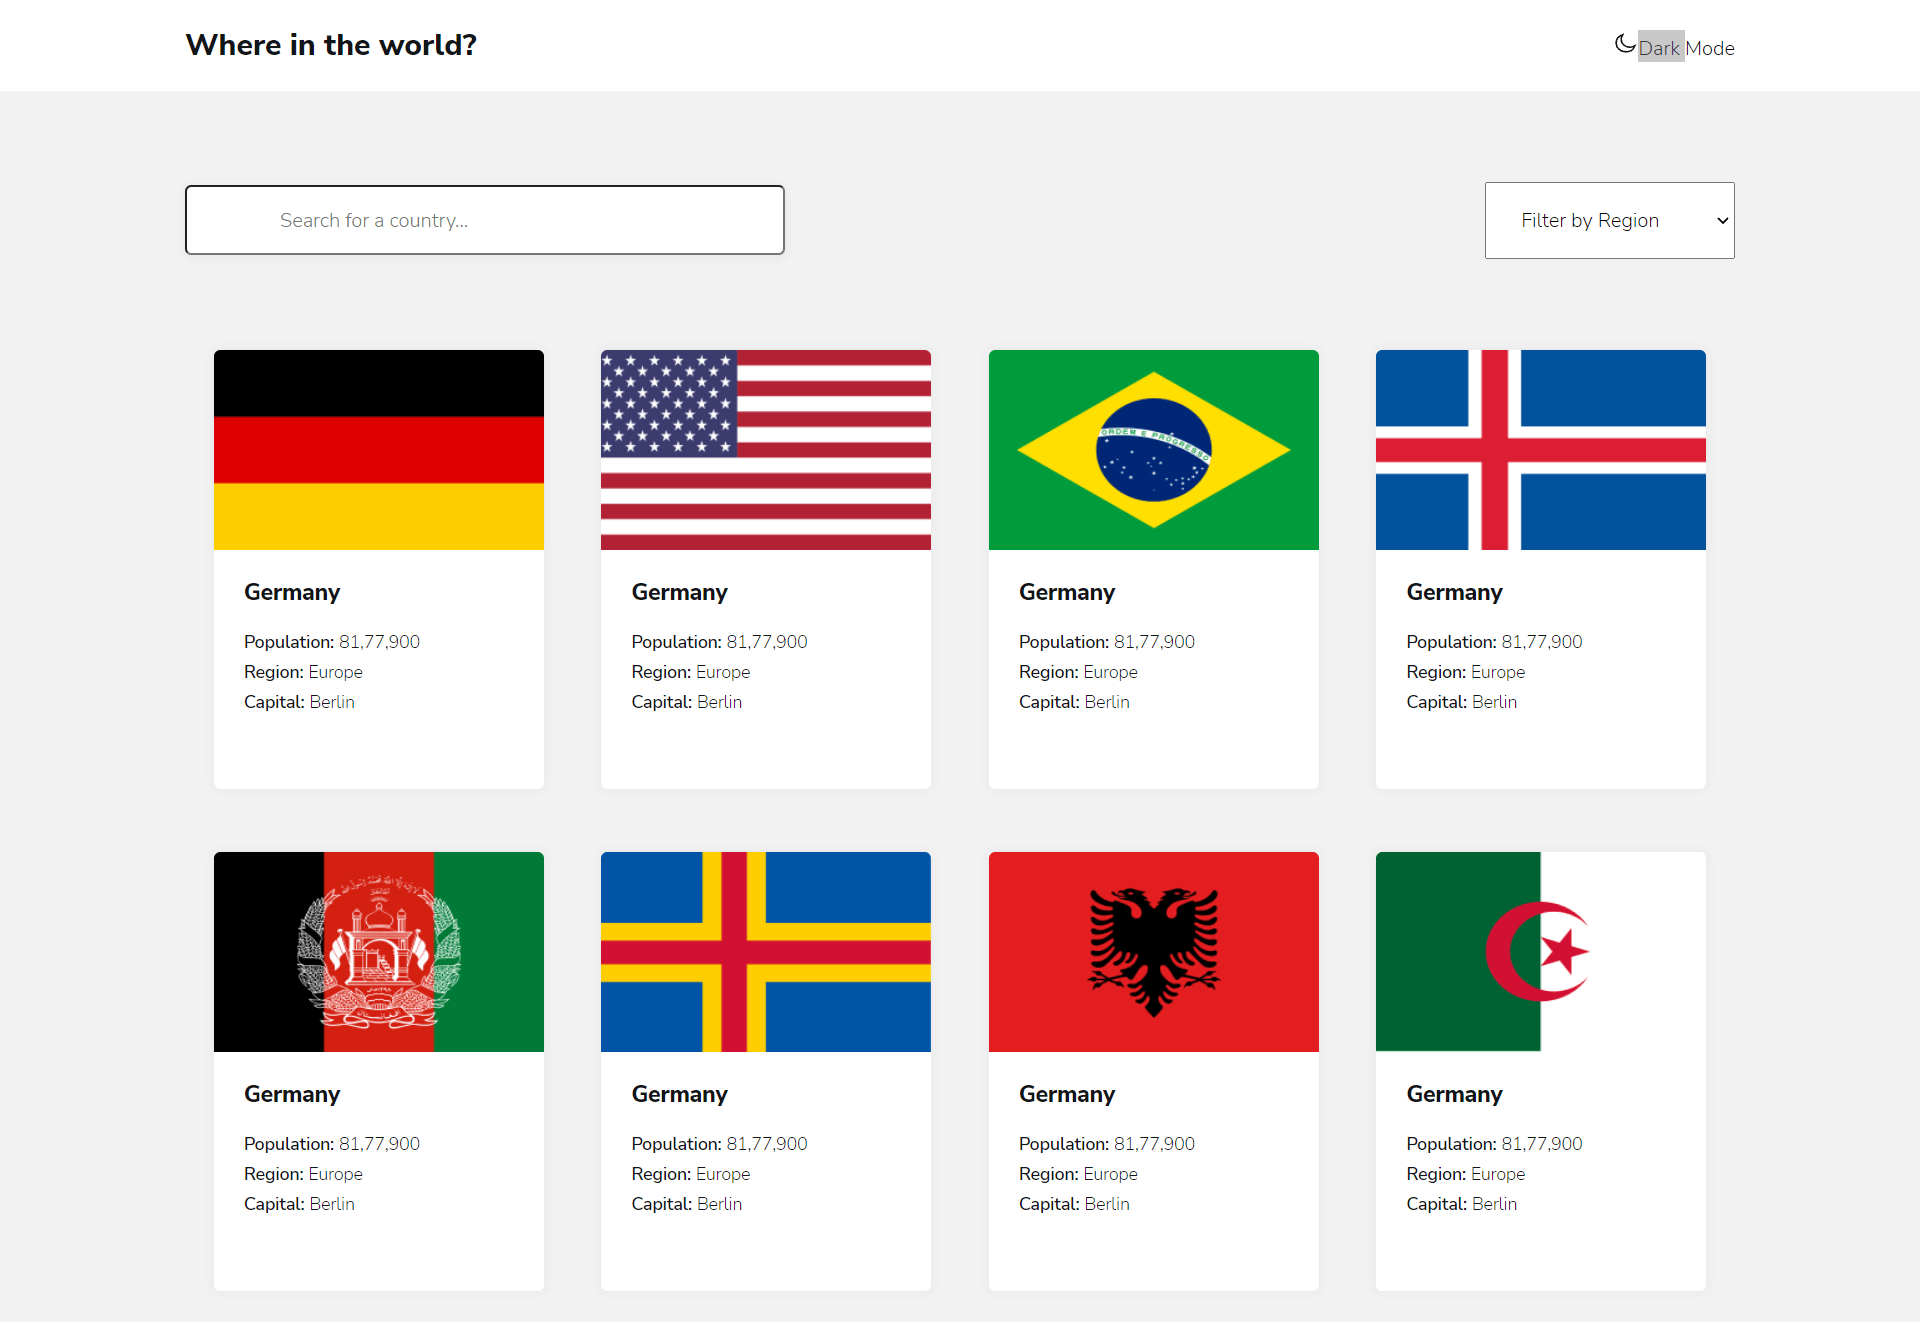 Where in the world?
Dark Mode
Search for a country...
Filter by Region
ORDEM E PROGRESSO
Germany
Population: 81,77,900
Region: Europe
Capital: Berlin
Germany
Population: 81,77,900
Region: Europe
Capital: Berlin
Germany
Population: 81,77,900
Region: Europe
Capital: Berlin
Germany
Population: 81,77,900
Region: Europe
Capital: Berlin
Germany
Population: 81,77,900
Region: Europe
Capital: Berlin
Germany
Population: 81,77,900
Region: Europe
Capital: Berlin
Germany
Population: 81,77,900
Region: Europe
Capital: Berlin
Germany
Population: 81,77,900
Region: Europe
Capital: Berlin